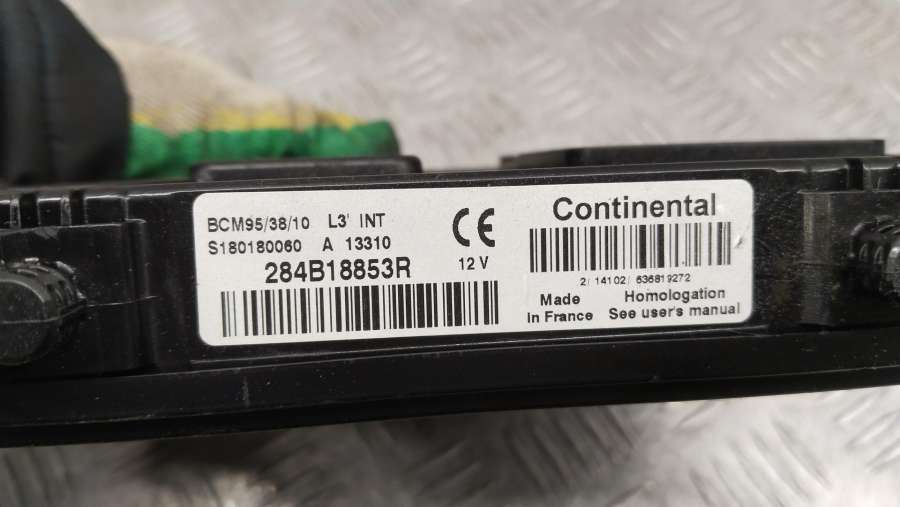 BCM95/38/10 L3' INT
S180180060 A 13310
284B18853R
CE
12 V
Continental
2/ 14102/ 636819272
Made
in France
Homologation
See user's manual